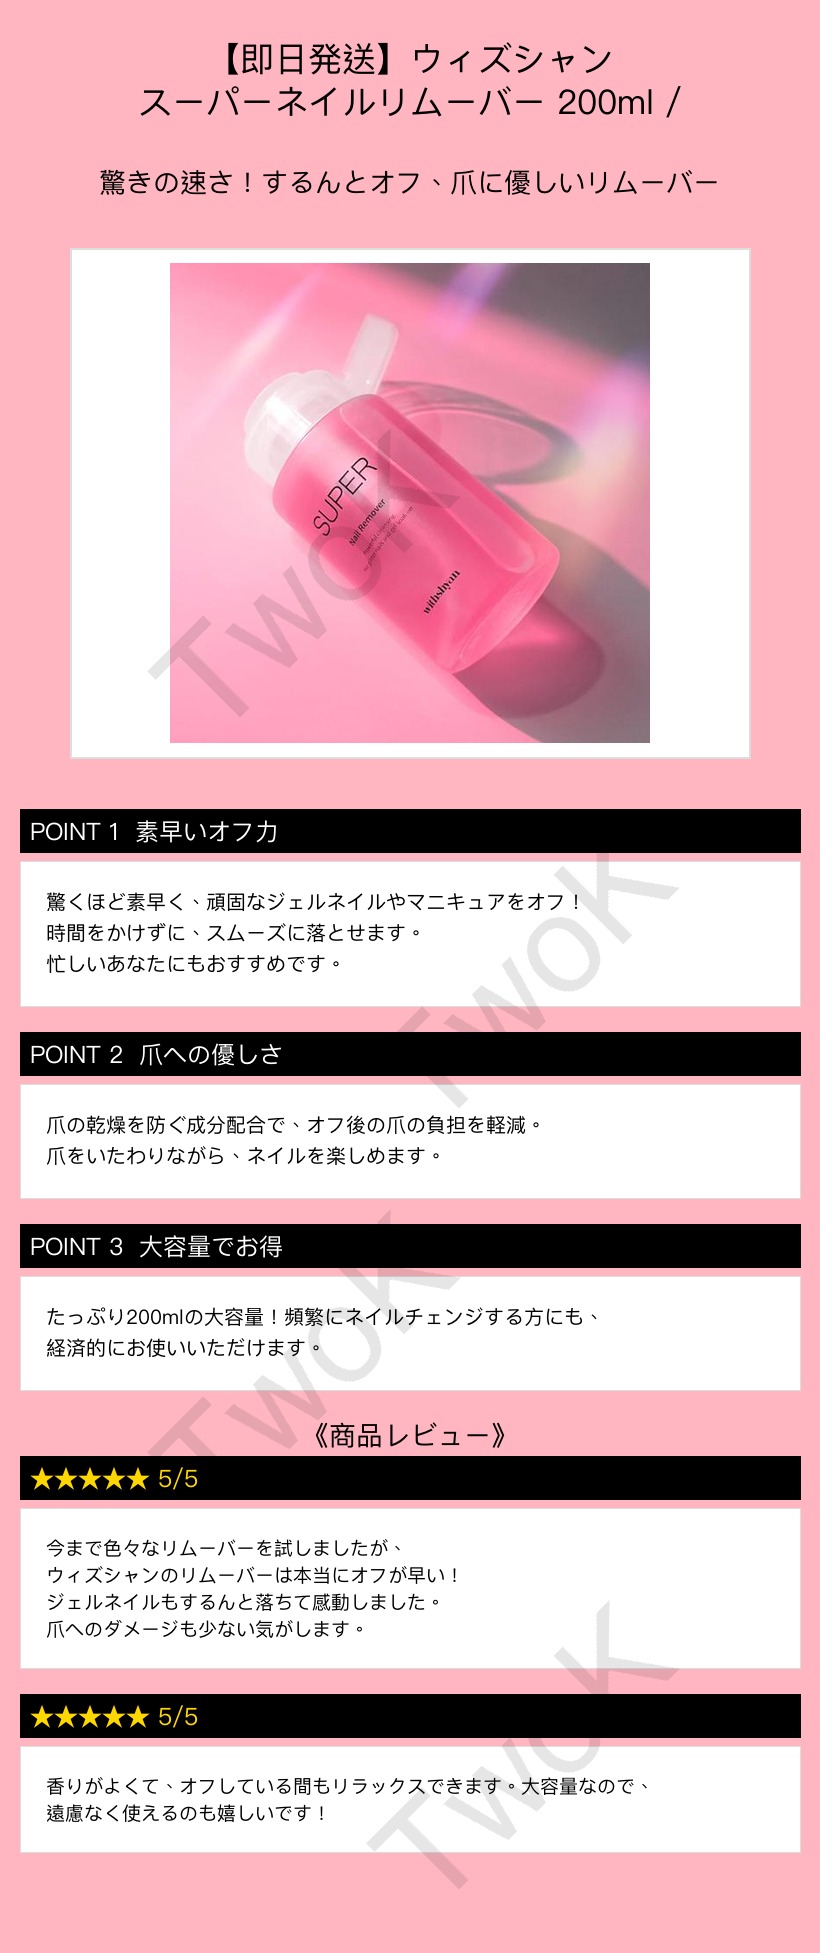 【即日発送】ウィズシャン
スーパーネイルリムーバー 200ml /
驚きの速さ！するんとオフ、爪に優しいリムーバー
SUPER
Nail Remover
withshyan
TwoK
POINT 1 素早いオフ力
驚くほど素早く、頑固なジェルネイルやマニキュアをオフ！
時間をかけずに、スムーズに落とせます。
忙しいあなたにもおすすめです。
TwoK
POINT 2 爪への優しさ
爪の乾燥を防ぐ成分配合で、オフ後の爪の負担を軽減。
爪をいたわりながら、ネイルを楽しめます。
POINT 3 大容量でお得
たっぷり200mlの大容量！頻繁にネイルチェンジする方にも、
経済的にお使いいただけます。
TwoK
《商品レビュー》
★★★★★ 5/5
今まで色々なリムーバーを試しましたが、
ウィズシャンのリムーバーは本当にオフが早い！
ジェルネイルもするんと落ちて感動しました。
爪へのダメージも少ない気がします。
★★★★★ 5/5
香りがよくて、オフしている間もリラックスできます。大容量なので、
遠慮なく使えるのも嬉しいです！
TwoK